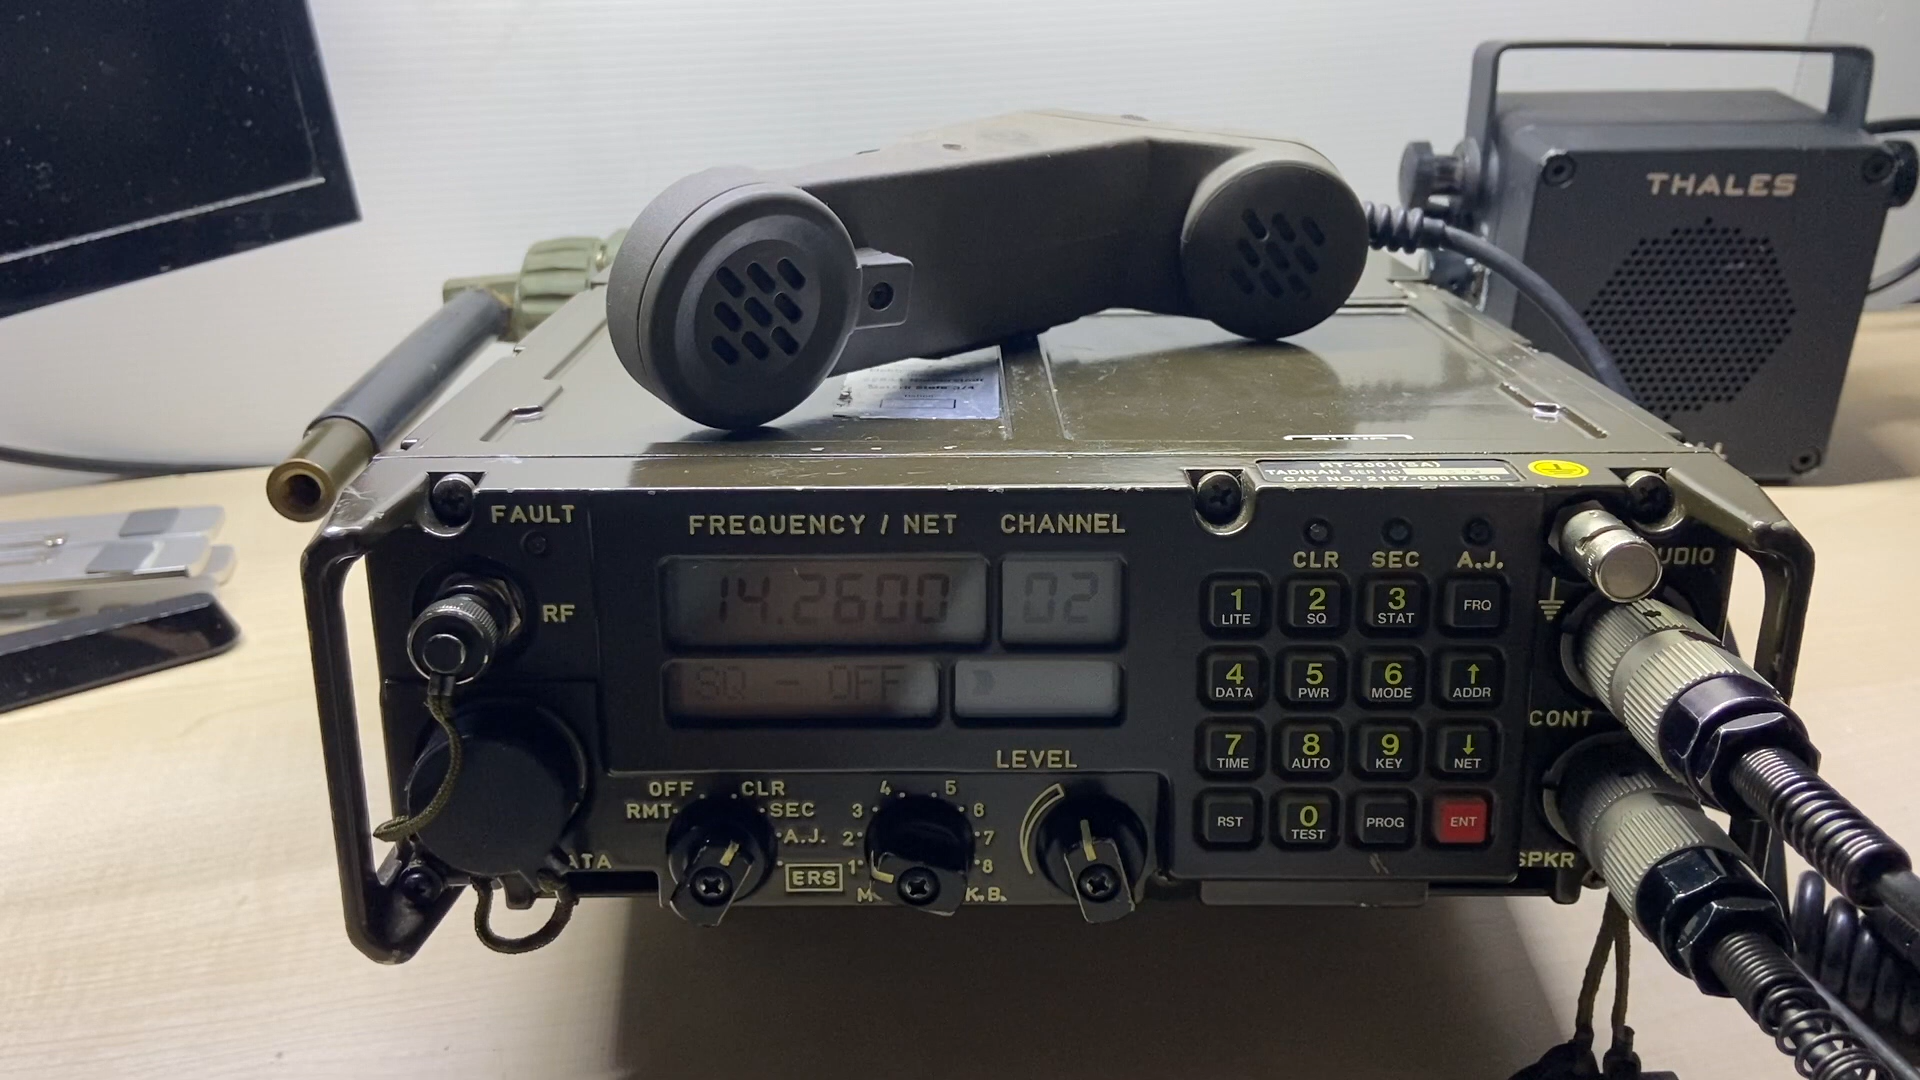 THALES
RT-2001(SA)
TADIRAN SER NO.
CAT NO. 2187-09010-50
FAULT
FREQUENCY / NET
CHANNEL
CLR
SEC
A.J.
UDIO
RF
14.2600
02
SQ - OFF
1 LITE
2 SQ
3 STAT
FRQ
4 DATA
5 PWR
6 MODE
↑ ADDR
7 TIME
8 AUTO
9 KEY
↓ NET
RST
0 TEST
PROG
ENT
CONT
SPKR
LEVEL
OFF
CLR
RMT
SEC
A.J.
ERS
4
5
3
6
2
7
1
8
M
K.B.
ATA